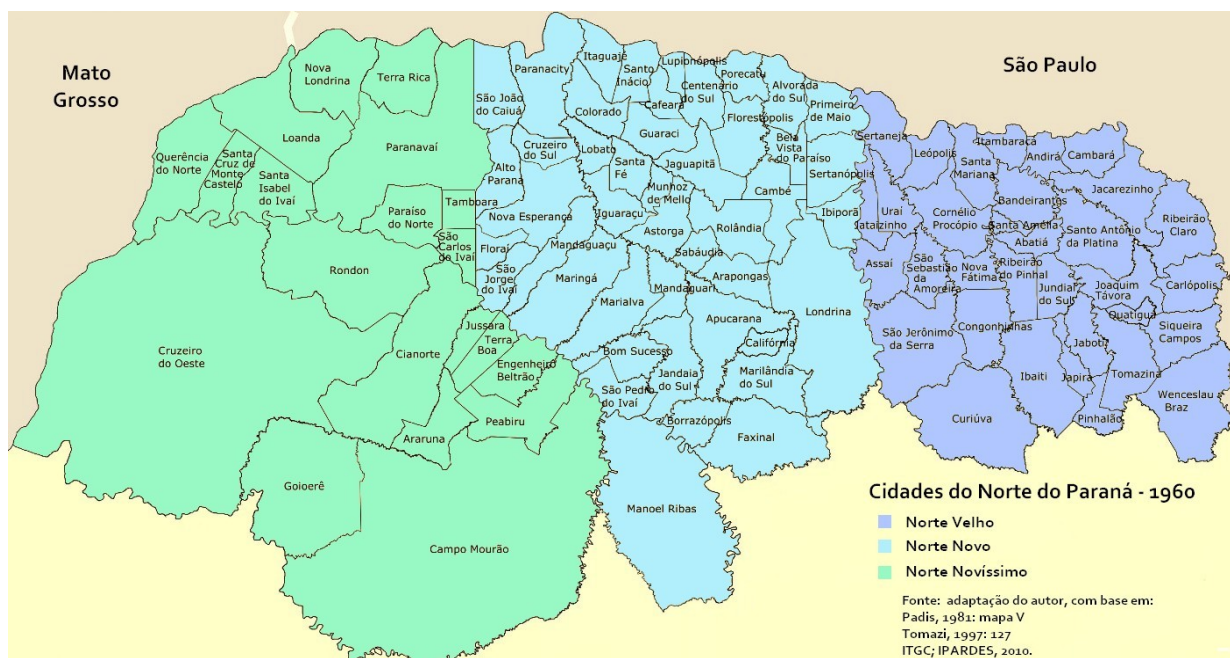 Mato
Grosso
São Paulo
Nova
Londrina
Terra Rica
Loanda
Paranavaí
Querência
do Norte
Santa
Cruz de
Monte
Castelo
Santa
Isabel
do Ivaí
Paraíso
do Norte
Tamboara
São
Carlos
do Ivaí
Rondon
Cruzeiro
do Oeste
Cianorte
Jussara
Terra
Boa
Engenheiro
Beltrão
Peabiru
Araruna
Goioerê
Campo Mourão
Paranacity
São João
do Caiuá
Itaguajé
Santo
Inácio
Lupionópolis
Centenário
do Sul
Porecatu
Alvorada
do Sul
Primeiro
de Maio
Colorado
Cafeara
Florestópolis
Guaraci
Cruzeiro
do Sul
Lobato
Santa
Fé
Jaguapitã
Bela
Vista
do Paraíso
Sertanópolis
Alto
Paraná
Munhoz
de Mello
Cambé
Ibiporã
Nova Esperança
Iguaraçu
Astorga
Rolândia
Floraí
Mandaguaçu
Sabáudia
São
Jorge
do Ivaí
Maringá
Mandaguari
Arapongas
Marialva
Apucarana
Londrina
Califórnia
Bom Sucesso
Jandaia
do Sul
Marilândia
do Sul
São Pedro
do Ivaí
Borrazópolis
Faxinal
Manoel Ribas
Sertaneja
Leópolis
Itambaracá
Santa
Mariana
Andirá
Cambará
Bandeirantes
Jacarezinho
Uraí
Jataizinho
Cornélio
Procópio
Santa Amélia
Abatiá
Santo Antônio
da Platina
Ribeirão
Claro
Assaí
São
Sebastião
da
Amoreira
Nova
Fátima
Ribeirão
do Pinhal
Jundial
do Sul
Joaquim
Távora
Carlópolis
Quatiguá
São Jerônimo
da Serra
Congonhinhas
Jaboti
Siqueira
Campos
Ibaiti
Japira
Tomazina
Wenceslau
Braz
Curiúva
Pinhalão
Cidades do Norte do Paraná - 1960
Norte Velho
Norte Novo
Norte Novíssimo
Fonte: adaptação do autor, com base em:
Padis, 1981: mapa V
Tomazi, 1997: 127
ITGC; IPARDES, 2010.